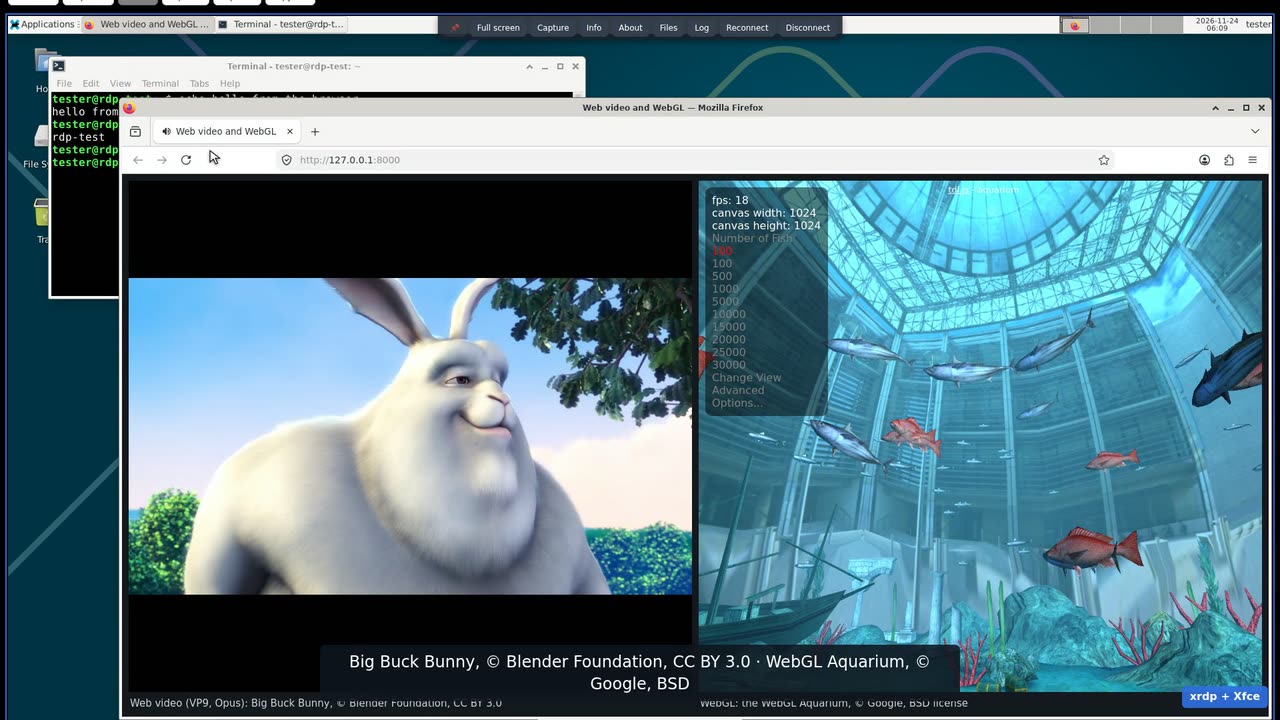 Applications
Web video and WebGL ...
Terminal - tester@rdp-t...
Full screen
Capture
Info
About
Files
Log
Reconnect
Disconnect
2026-11-24
06:09
tester
Terminal - tester@rdp-test: ~
File Edit View Terminal Tabs Help
tester@rdp
hello from
tester@rdp
rdp-test
tester@rdp
tester@rdp
Web video and WebGL — Mozilla Firefox
Web video and WebGL
http://127.0.0.1:8000
fps: 18
canvas width: 1024
canvas height: 1024
Number of Fish
100
100
500
1000
5000
10000
15000
20000
25000
30000
Change View
Advanced
Options...
Big Buck Bunny, © Blender Foundation, CC BY 3.0 · WebGL Aquarium, ©
Google, BSD
xrdp + Xfce
Web video (VP9, Opus): Big Buck Bunny, © Blender Foundation, CC BY 3.0
WebGL: the WebGL Aquarium, © Google, BSD license